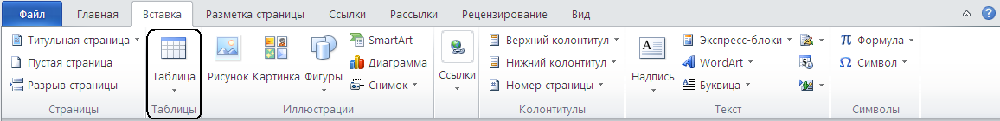 Файл Главная Вставка Разметка страницы Ссылки Рассылки Рецензирование Вид
Титульная страница
Пустая страница
Разрыв страницы
Страницы
Таблица
Таблицы
Рисунок
Картинка
Фигуры
SmartArt
Диаграмма
Снимок
Иллюстрации
Ссылки
Верхний колонтитул
Нижний колонтитул
Номер страницы
Колонтитулы
Надпись
Экспресс-блоки
WordArt
Буквица
Текст
Формула
Символ
Символы